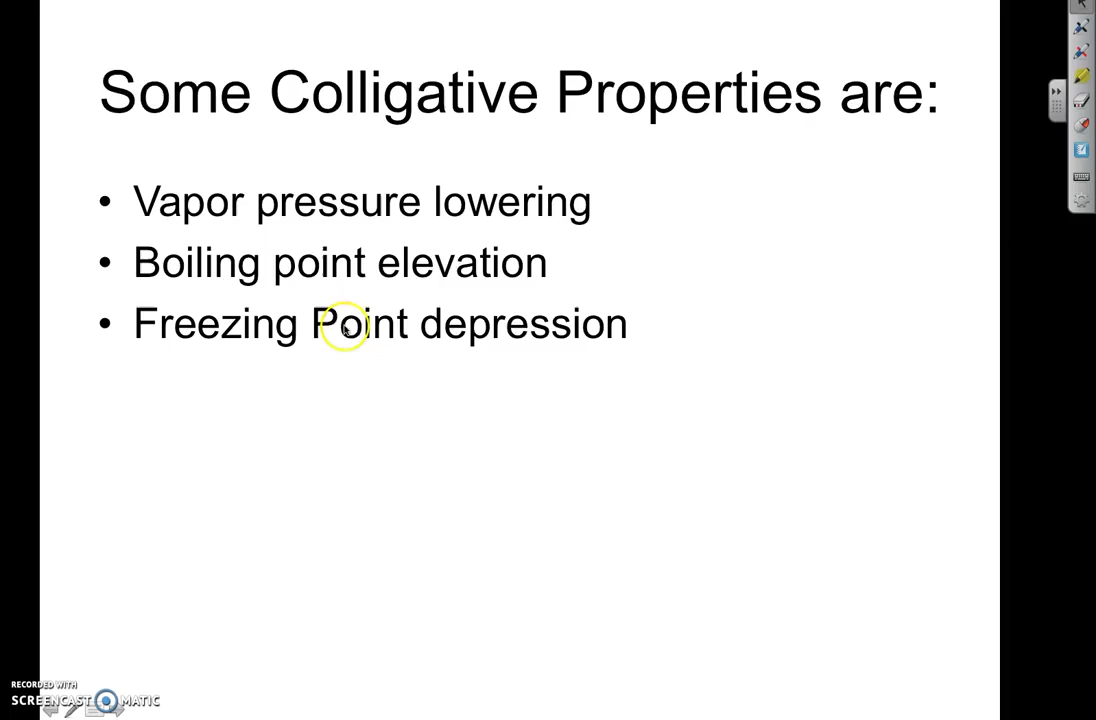 Some Colligative Properties are:
• Vapor pressure lowering
• Boiling point elevation
• Freezing Point depression
RECORDED WITH
SCREENCAST MATIC